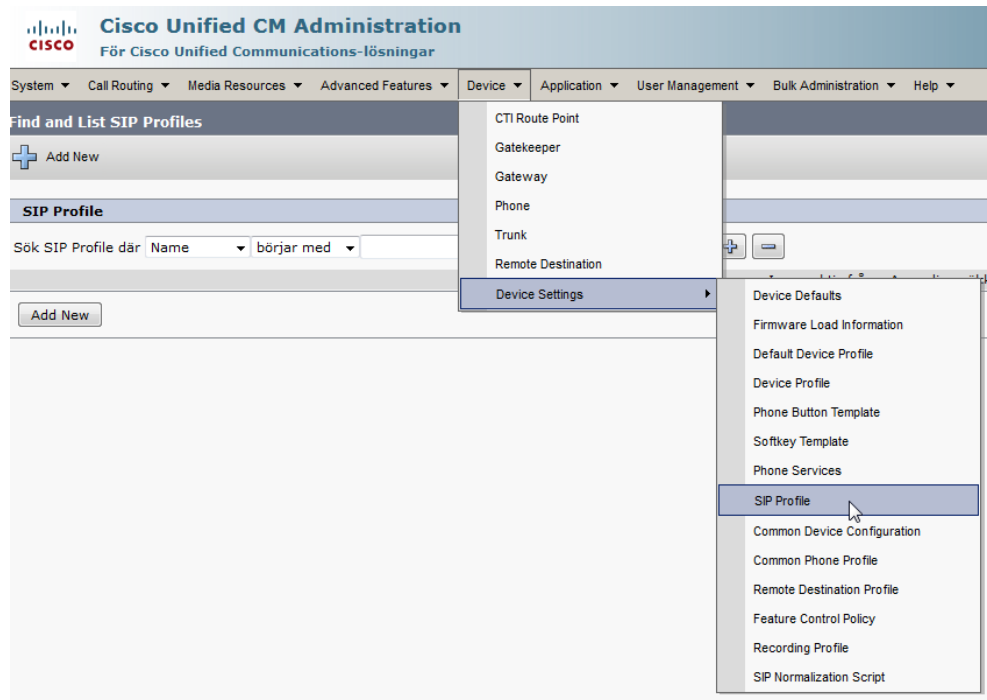 CISCO
Cisco Unified CM Administration
För Cisco Unified Communications-lösningar
System Call Routing Media Resources Advanced Features Device Application User Management Bulk Administration Help
Find and List SIP Profiles
Add New
SIP Profile
Sök SIP Profile där Name börjar med
Add New
CTI Route Point
Gatekeeper
Gateway
Phone
Trunk
Remote Destination
Device Settings
Device Defaults
Firmware Load Information
Default Device Profile
Device Profile
Phone Button Template
Softkey Template
Phone Services
SIP Profile
Common Device Configuration
Common Phone Profile
Remote Destination Profile
Feature Control Policy
Recording Profile
SIP Normalization Script